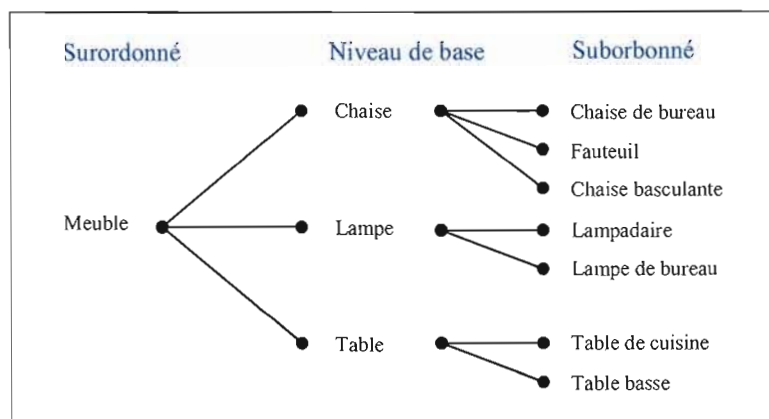 Surordonné Niveau de base Suborbonné
Chaise Chaise de bureau
Fauteuil
Chaise basculante
Meuble Lampe Lampadaire
Lampe de bureau
Table Table de cuisine
Table basse